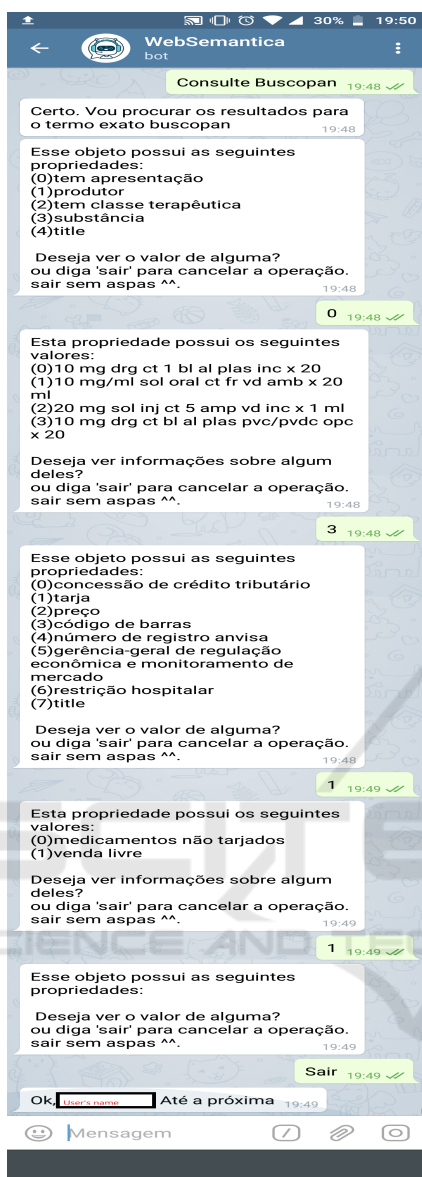 30% 19:50
WebSemantica
bot
Consulte Buscopan 19:48
Certo. Vou procurar os resultados para
o termo exato buscopan
19:48
Esse objeto possui as seguintes
propriedades:
(0)tem apresentação
(1)produtor
(2)tem classe terapêutica
(3)substância
(4)title
Deseja ver o valor de alguma?
ou diga 'sair' para cancelar a operação.
sair sem aspas ^^.
19:48
0 19:48
Esta propriedade possui os seguintes
valores:
(0)10 mg drg ct 1 bl al plas inc x 20
(1)10 mg/ml sol oral ct fr vd amb x 20
ml
(2)20 mg sol inj ct 5 amp vd inc x 1 ml
(3)10 mg drg ct bl al plas pvc/pvdc opc
x 20
Deseja ver informações sobre algum
deles?
ou diga 'sair' para cancelar a operação.
sair sem aspas ^^.
19:48
3 19:48
Esse objeto possui as seguintes
propriedades:
(0)concessão de crédito tributário
(1)tarja
(2)preço
(3)código de barras
(4)número de registro anvisa
(5)gerência-geral de regulação
econômica e monitoramento de
mercado
(6)restrição hospitalar
(7)title
Deseja ver o valor de alguma?
ou diga 'sair' para cancelar a operação.
sair sem aspas ^^.
19:48
1 19:49
Esta propriedade possui os seguintes
valores:
(0)medicamentos não tarjados
(1)venda livre
Deseja ver informações sobre algum
deles?
ou diga 'sair' para cancelar a operação.
sair sem aspas ^^.
19:49
1 19:49
Esse objeto possui as seguintes
propriedades:
Deseja ver o valor de alguma?
ou diga 'sair' para cancelar a operação.
sair sem aspas ^^.
19:49
Sair 19:49
Ok, User's name Até a próxima 19:49
Mensagem